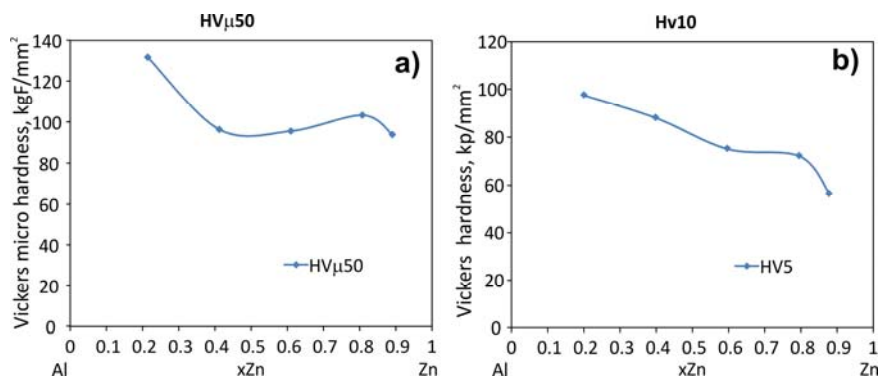 HVμ50
a)
Vickers micro hardness, kgF/mm²
140
120
100
80
60
40
20
0
HVμ50
0 0.1 0.2 0.3 0.4 0.5 0.6 0.7 0.8 0.9 1
Al xZn Zn
Hv10
b)
Vickers hardness, kp/mm²
120
100
80
60
40
20
0
HV5
0 0.1 0.2 0.3 0.4 0.5 0.6 0.7 0.8 0.9 1
Al xZn Zn